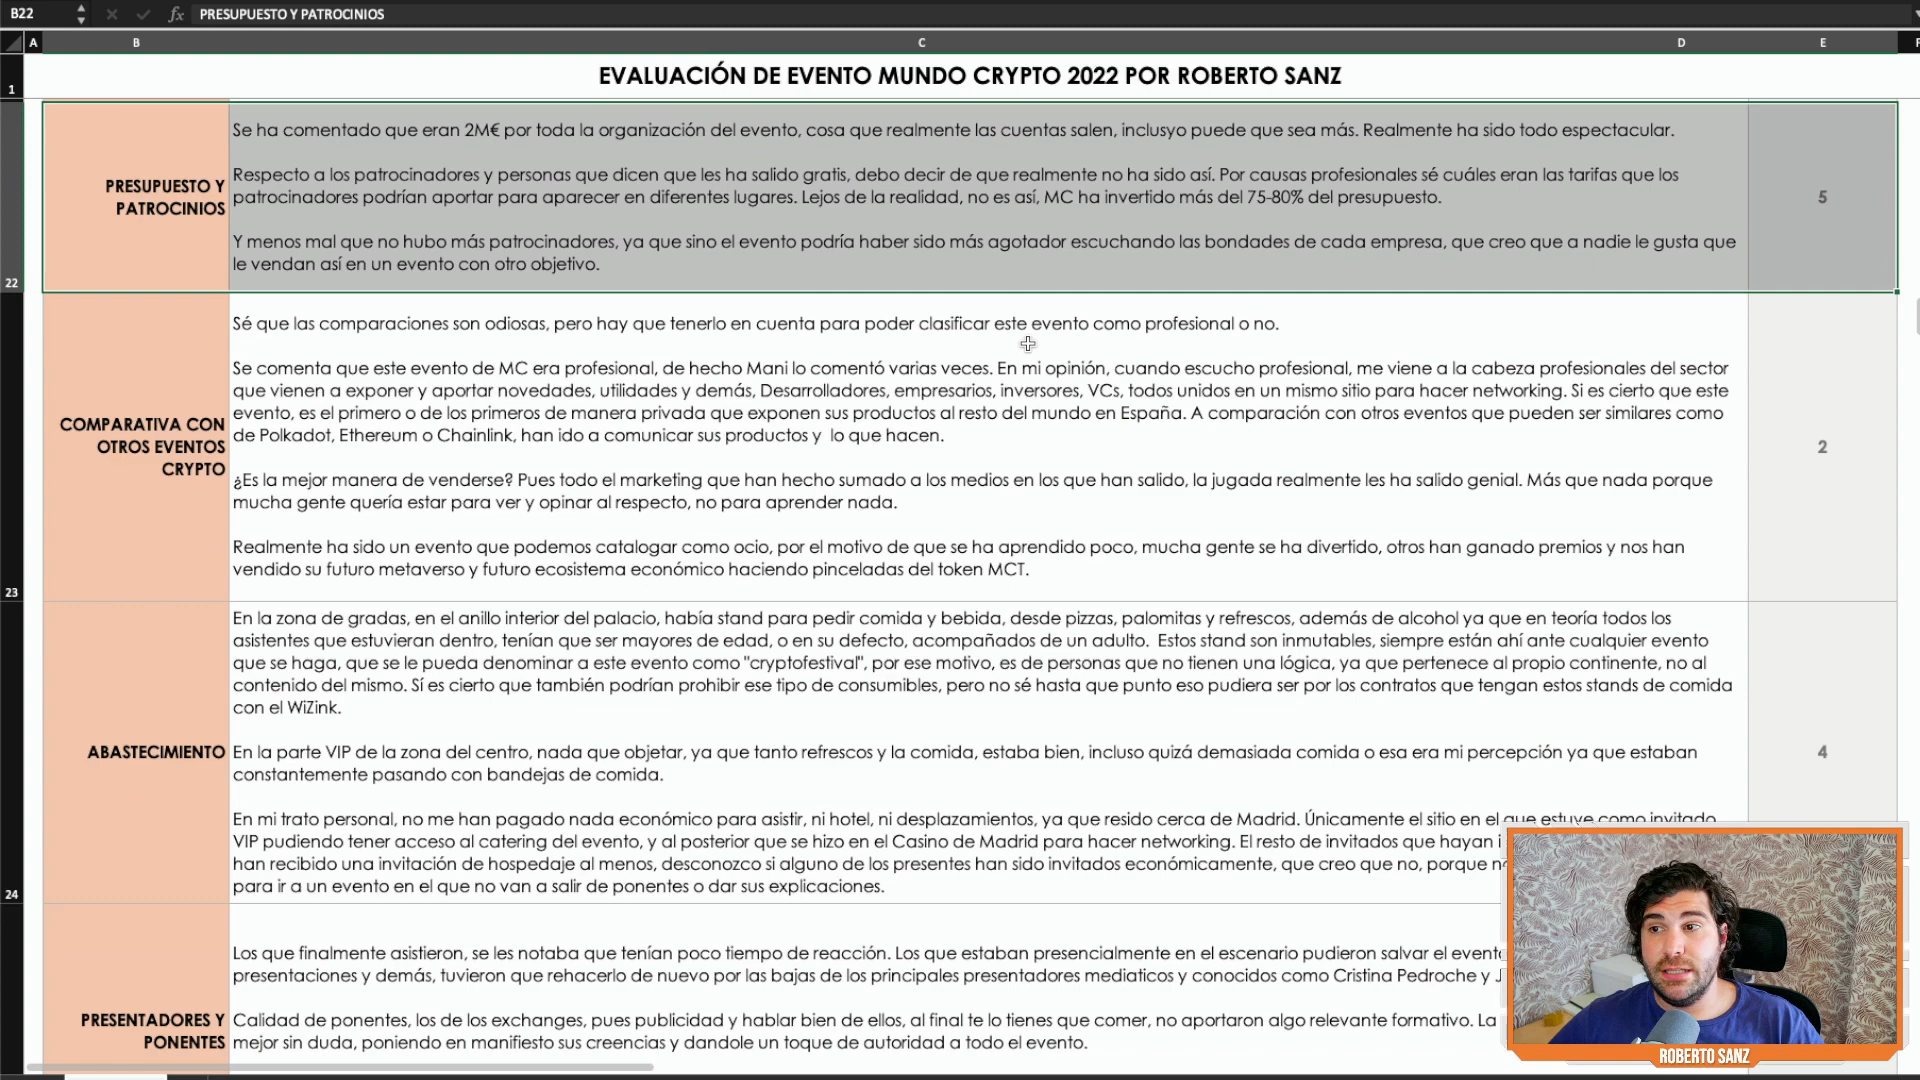 B22
fx PRESUPUESTO Y PATROCINIOS
A B C D E F
1
EVALUACIÓN DE EVENTO MUNDO CRYPTO 2022 POR ROBERTO SANZ
22
PRESUPUESTO Y
PATROCINIOS
Se ha comentado que eran 2M€ por toda la organización del evento, cosa que realmente las cuentas salen, inclusyo puede que sea más. Realmente ha sido todo espectacular.
Respecto a los patrocinadores y personas que dicen que les ha salido gratis, debo decir de que realmente no ha sido así. Por causas profesionales sé cuáles eran las tarifas que los
patrocinadores podrían aportar para aparecer en diferentes lugares. Lejos de la realidad, no es así, MC ha invertido más del 75-80% del presupuesto.
Y menos mal que no hubo más patrocinadores, ya que sino el evento podría haber sido más agotador escuchando las bondades de cada empresa, que creo que a nadie le gusta que
le vendan así en un evento con otro objetivo.
5
23
COMPARATIVA CON
OTROS EVENTOS
CRYPTO
Sé que las comparaciones son odiosas, pero hay que tenerlo en cuenta para poder clasificar este evento como profesional o no.
Se comenta que este evento de MC era profesional, de hecho Mani lo comentó varias veces. En mi opinión, cuando escucho profesional, me viene a la cabeza profesionales del sector
que vienen a exponer y aportar novedades, utilidades y demás, Desarrolladores, empresarios, inversores, VCs, todos unidos en un mismo sitio para hacer networking. Si es cierto que este
evento, es el primero o de los primeros de manera privada que exponen sus productos al resto del mundo en España. A comparación con otros eventos que pueden ser similares como
de Polkadot, Ethereum o Chainlink, han ido a comunicar sus productos y lo que hacen.
¿Es la mejor manera de venderse? Pues todo el marketing que han hecho sumado a los medios en los que han salido, la jugada realmente les ha salido genial. Más que nada porque
mucha gente quería estar para ver y opinar al respecto, no para aprender nada.
Realmente ha sido un evento que podemos catalogar como ocio, por el motivo de que se ha aprendido poco, mucha gente se ha divertido, otros han ganado premios y nos han
vendido su futuro metaverso y futuro ecosistema económico haciendo pinceladas del token MCT.
2
24
ABASTECIMIENTO
En la zona de gradas, en el anillo interior del palacio, había stand para pedir comida y bebida, desde pizzas, palomitas y refrescos, además de alcohol ya que en teoría todos los
asistentes que estuvieran dentro, tenían que ser mayores de edad, o en su defecto, acompañados de un adulto. Estos stand son inmutables, siempre están ahí ante cualquier evento
que se haga, que se le pueda denominar a este evento como "cryptofestival", por ese motivo, es de personas que no tienen una lógica, ya que pertenece al propio continente, no al
contenido del mismo. Sí es cierto que también podrían prohibir ese tipo de consumibles, pero no sé hasta que punto eso pudiera ser por los contratos que tengan estos stands de comida
con el WiZink.
En la parte VIP de la zona del centro, nada que objetar, ya que tanto refrescos y la comida, estaba bien, incluso quizá demasiada comida o esa era mi percepción ya que estaban
constantemente pasando con bandejas de comida.
En mi trato personal, no me han pagado nada económico para asistir, ni hotel, ni desplazamientos, ya que resido cerca de Madrid. Únicamente el sitio en el que estuve como invitado
VIP pudiendo tener acceso al catering del evento, y al posterior que se hizo en el Casino de Madrid para hacer networking. El resto de invitados que hayan
han recibido una invitación de hospedaje al menos, desconozco si alguno de los presentes han sido invitados económicamente, que creo que no, porque
para ir a un evento en el que no van a salir de ponentes o dar sus explicaciones.
4
PRESENTADORES Y
PONENTES
Los que finalmente asistieron, se les notaba que tenían poco tiempo de reacción. Los que estaban presencialmente en el escenario pudieron salvar el
presentaciones y demás, tuvieron que rehacerlo de nuevo por las bajas de los principales presentadores mediaticos y conocidos como Cristina Pedroche y
Calidad de ponentes, los de los exchanges, pues publicidad y hablar bien de ellos, al final te lo tienes que comer, no aportaron algo relevante formativo. La
mejor sin duda, poniendo en manifiesto sus creencias y dandole un toque de autoridad a todo el evento.
ROBERTO SANZ